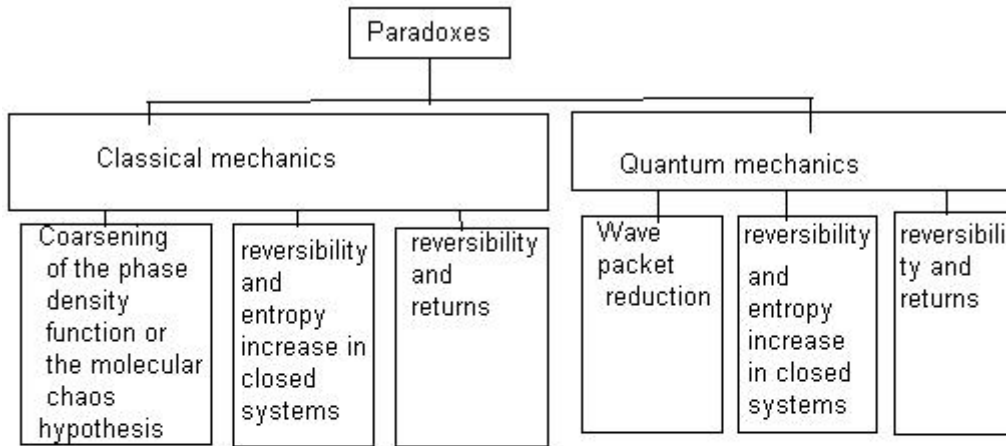 Paradoxes
Classical mechanics
Quantum mechanics
Coarsening
of the phase
density
function or
the molecular
chaos
hypothesis
reversibility
and
entropy
increase in
closed
systems
reversibility
and
returns
Wave
packet
reduction
reversibility
and
entropy
increase
in closed
systems
reversibili
ty and
returns